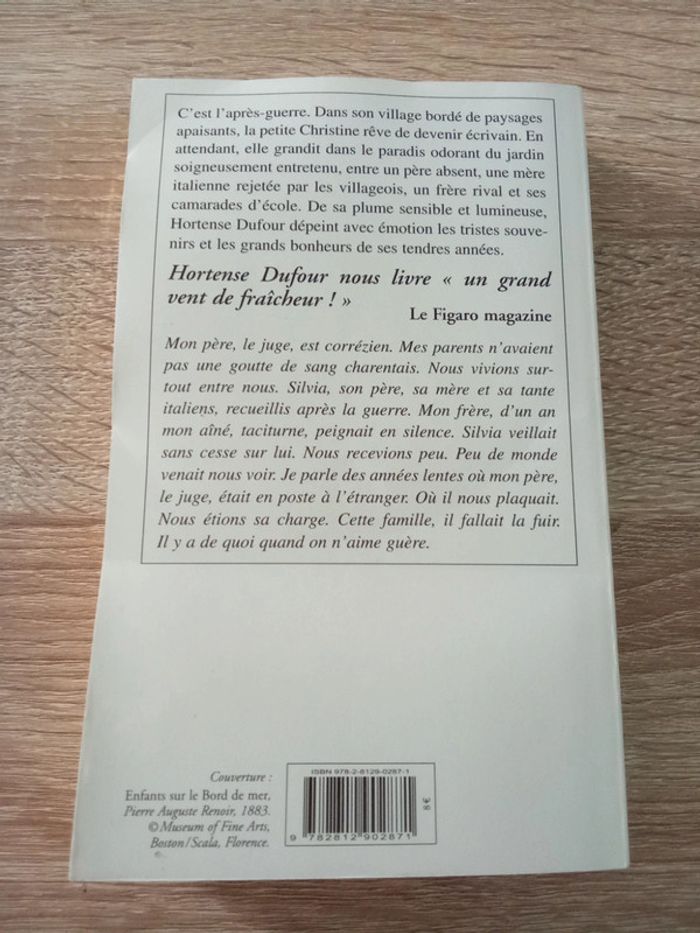 C'est l'après-guerre. Dans son village bordé de paysages
apaisants, la petite Christine rêve de devenir écrivain. En
attendant, elle grandit dans le paradis odorant du jardin
soigneusement entretenu, entre un père absent, une mère
italienne rejetée par les villageois, un frère rival et ses
camarades d'école. De sa plume sensible et lumineuse,
Hortense Dufour dépeint avec émotion les tristes souve-
nirs et les grands bonheurs de ses tendres années.
Hortense Dufour nous livre « un grand
vent de fraîcheur ! »
Le Figaro magazine
Mon père, le juge, est corrézien. Mes parents n'avaient
pas une goutte de sang charentais. Nous vivions sur-
tout entre nous. Silvia, son père, sa mère et sa tante
italiens, recueillis après la guerre. Mon frère, d'un an
mon aîné, taciturne, peignait en silence. Silvia veillait
sans cesse sur lui. Nous recevions peu. Peu de monde
venait nous voir. Je parle des années lentes où mon père,
le juge, était en poste à l'étranger. Où il nous plaquait.
Nous étions sa charge. Cette famille, il fallait la fuir.
Il y a de quoi quand on n'aime guère.
Couverture :
Enfants sur le Bord de mer,
Pierre Auguste Renoir, 1883.
© Museum of Fine Arts,
Boston/Scala, Florence.
ISBN 978-2-8129-0287-1
9 782812 902871
8 €